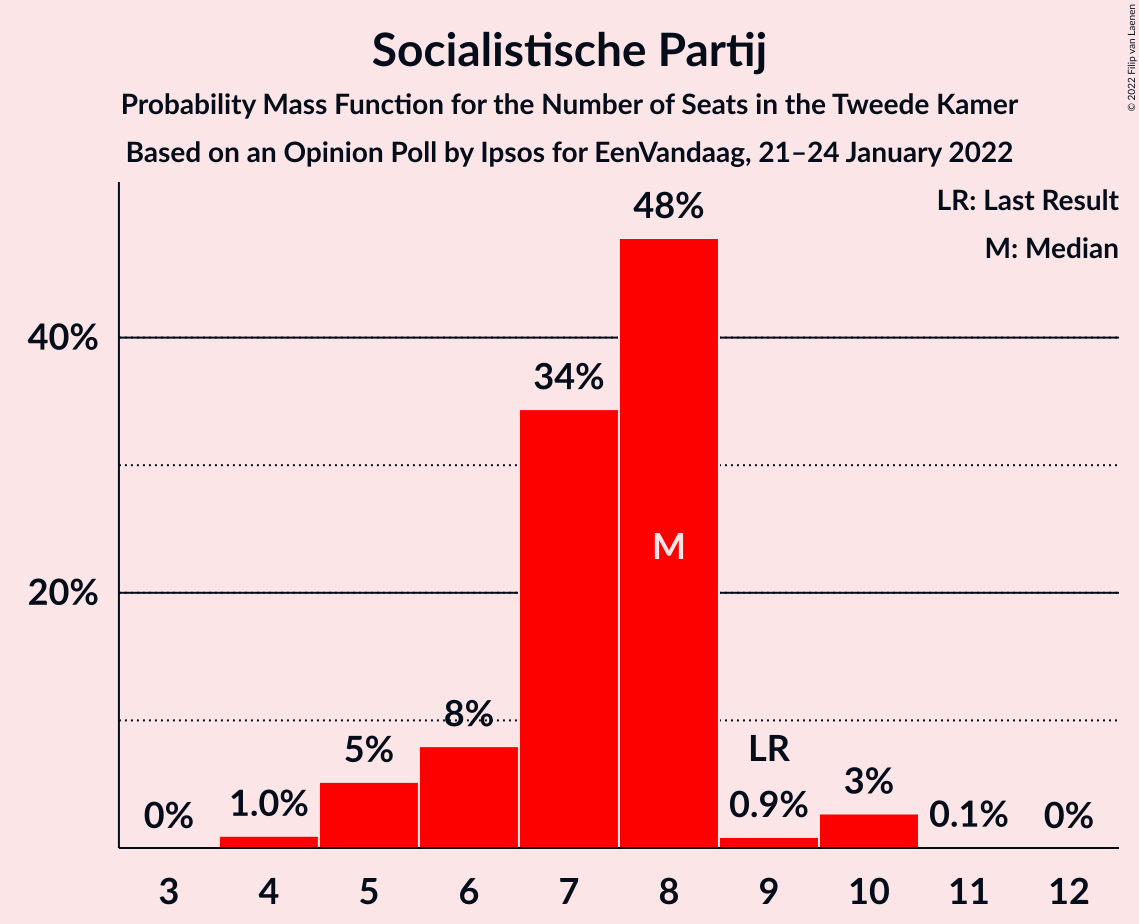 Socialistische Partij
Probability Mass Function for the Number of Seats in the Tweede Kamer
Based on an Opinion Poll by Ipsos for EenVandaag, 21–24 January 2022
© 2022 Filip van Laenen
LR: Last Result
M: Median
48%
40%
34%
M
20%
8%
5%
LR
3%
0%
1.0%
0.9%
0.1%
0%
3 4 5 6 7 8 9 10 11 12